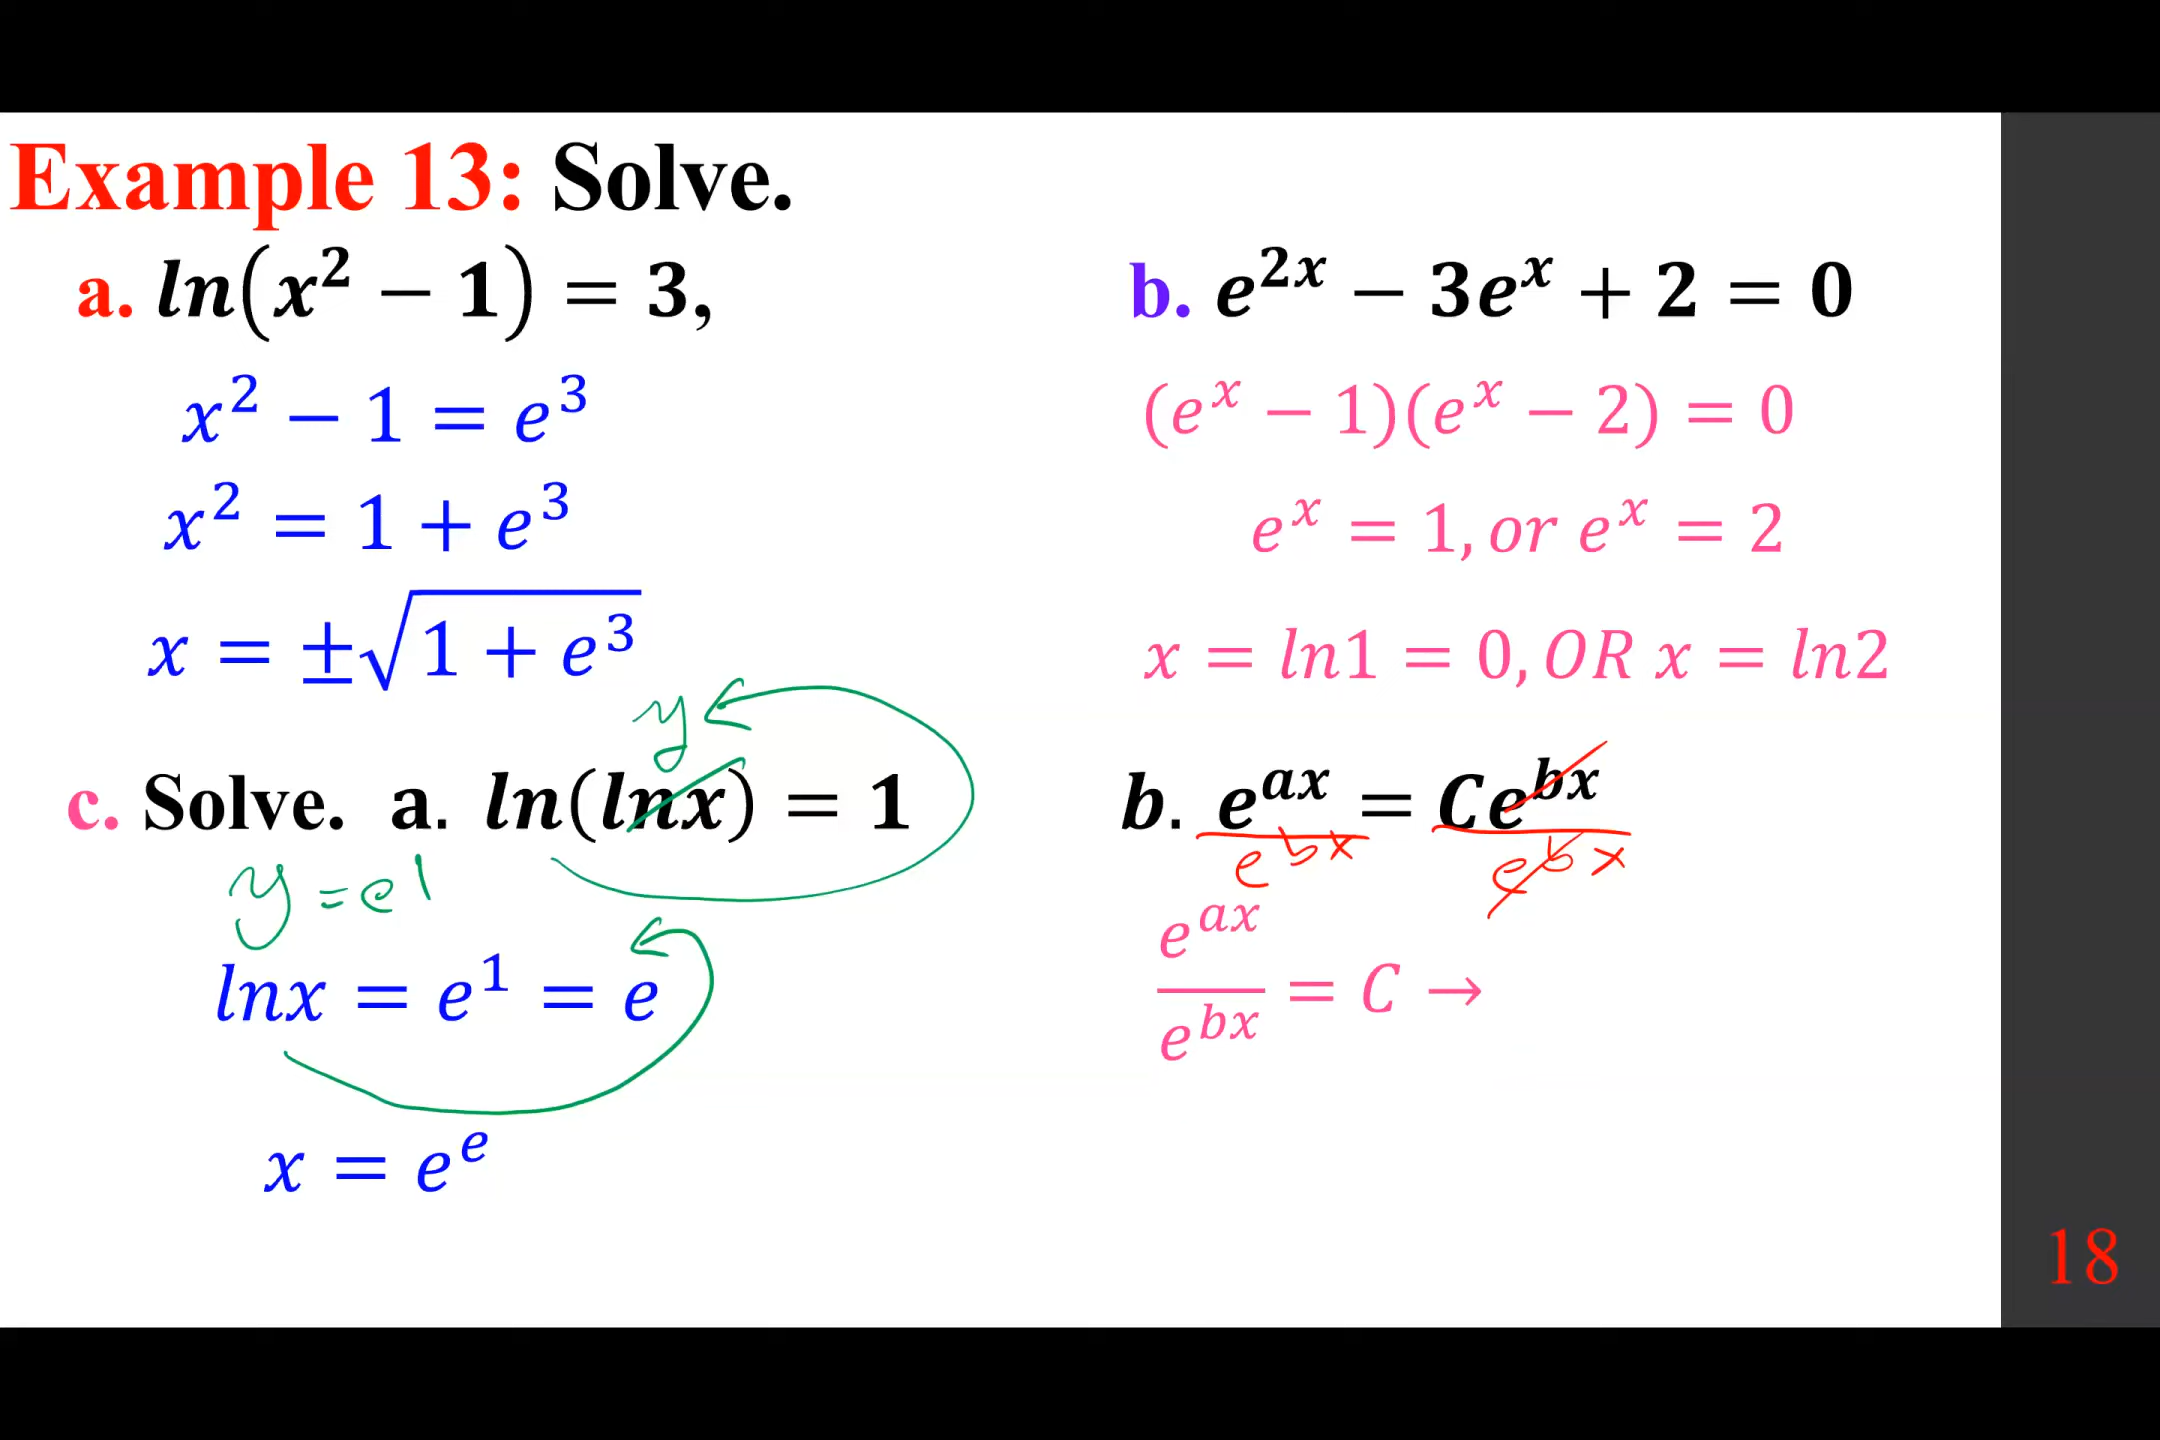 Example 13: Solve.
a. ln(x² − 1) = 3,
x² − 1 = e³
x² = 1 + e³
x = ±√(1 + e³)
b. e^{2x} − 3e^x + 2 = 0
(e^x − 1)(e^x − 2) = 0
e^x = 1, or e^x = 2
x = ln1 = 0, OR x = ln2
y
c. Solve. a. ln(lnx) = 1
y = e^1
lnx = e^1 = e
x = e^e
b. e^{ax} = Ce^{bx}
e^{bx} e^{bx}
e^{ax}/e^{bx} = C →
18